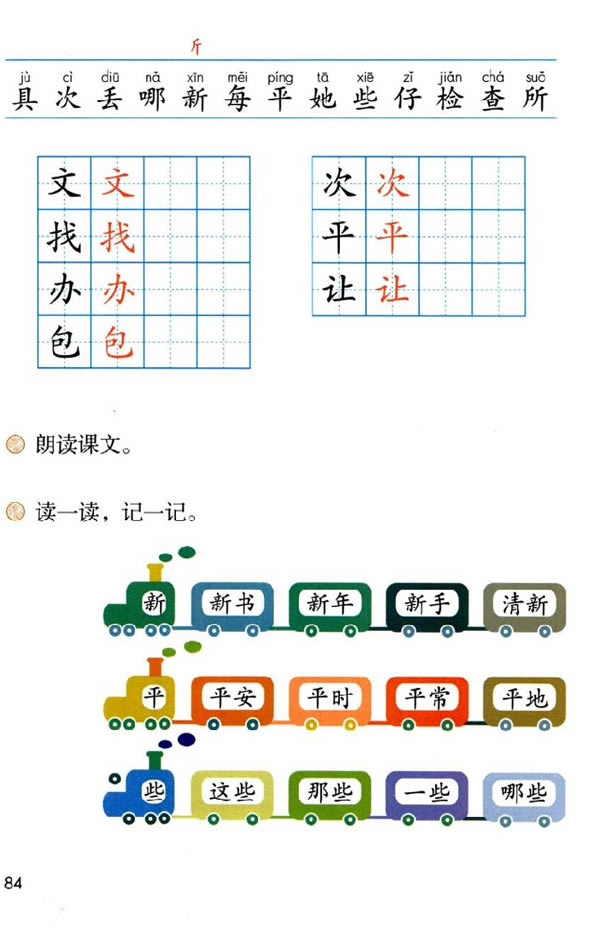 斤
jù cì diū nǎ xīn měi píng tā xiē zǐ jiǎn chá suǒ
具 次 丢 哪 新 每 平 她 些 仔 检 查 所
文 文 次 次
找 找 平 平
办 办 让 让
包 包
朗读课文。
读一读，记一记。
新 新书 新年 新手 清新
平 平安 平时 平常 平地
些 这些 那些 一些 哪些
84